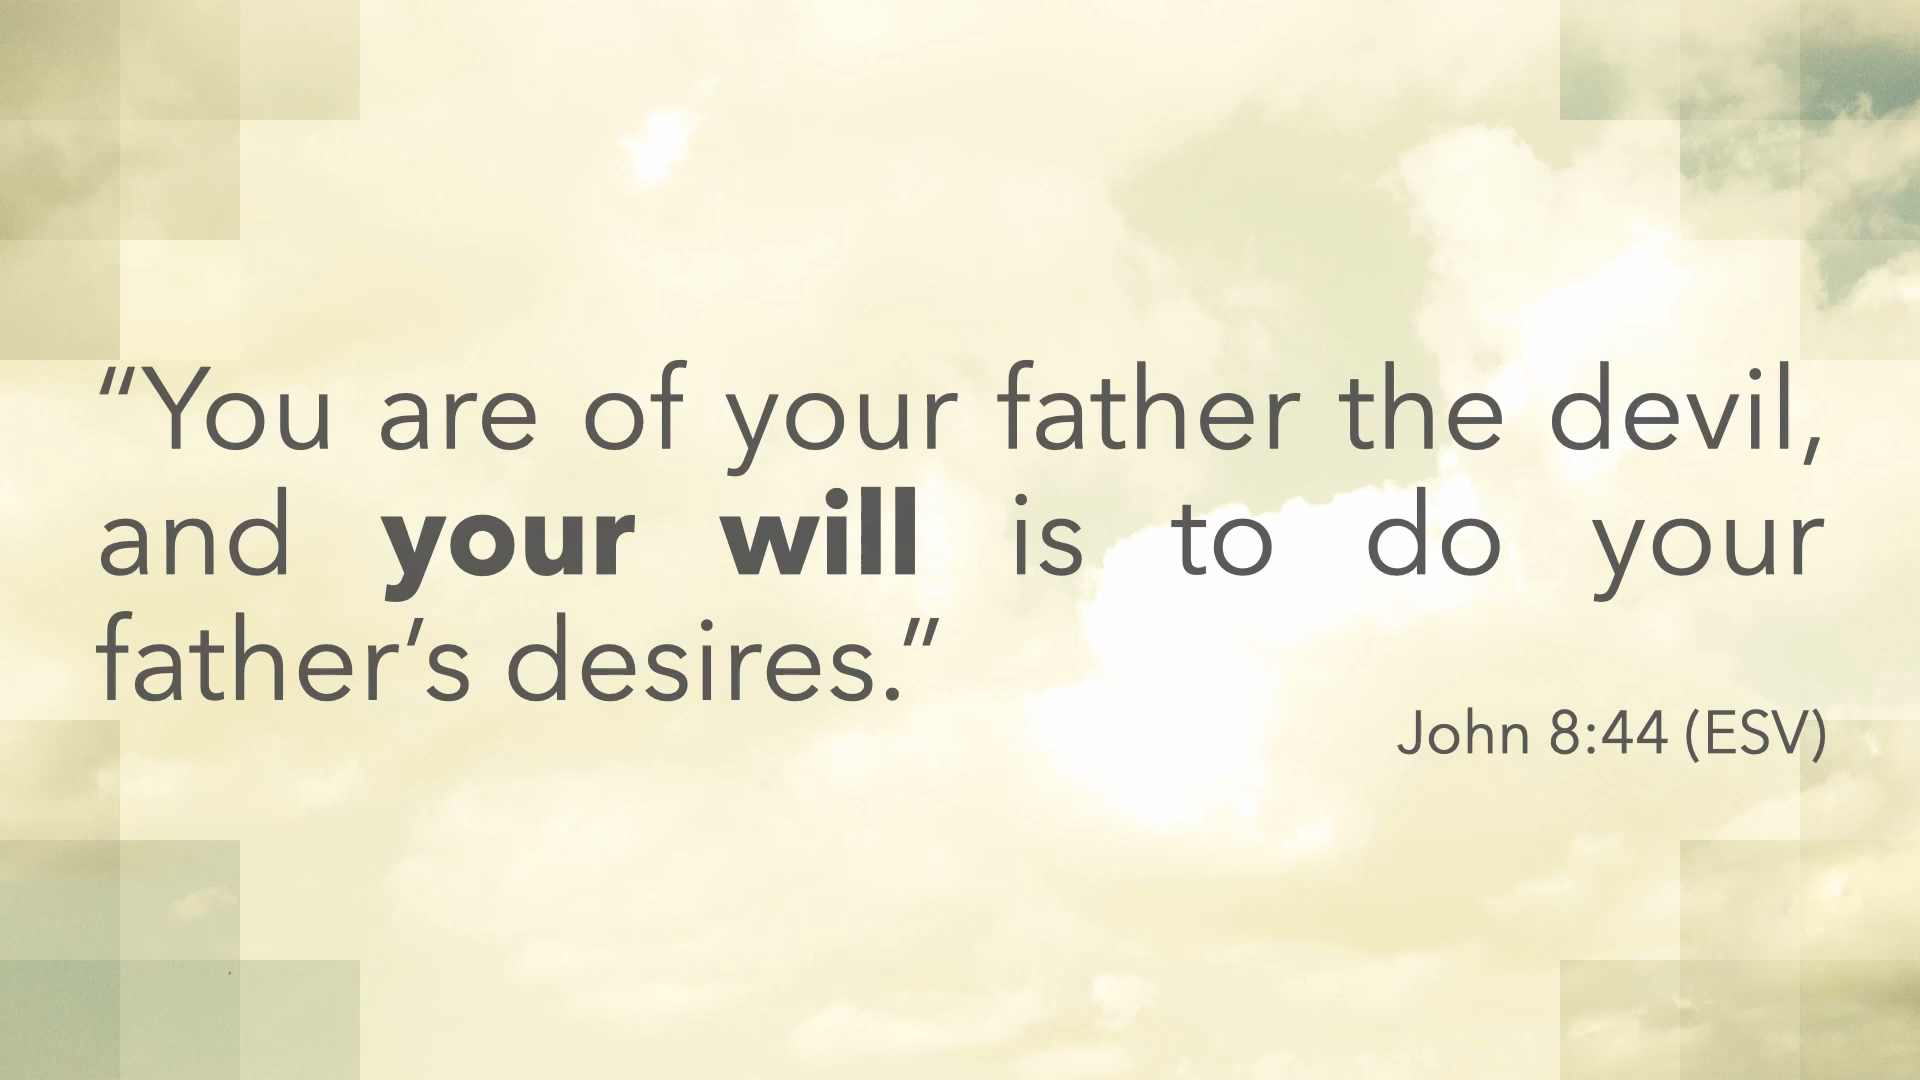 “You are of your father the devil,
and your will is to do your
father’s desires.”
John 8:44 (ESV)